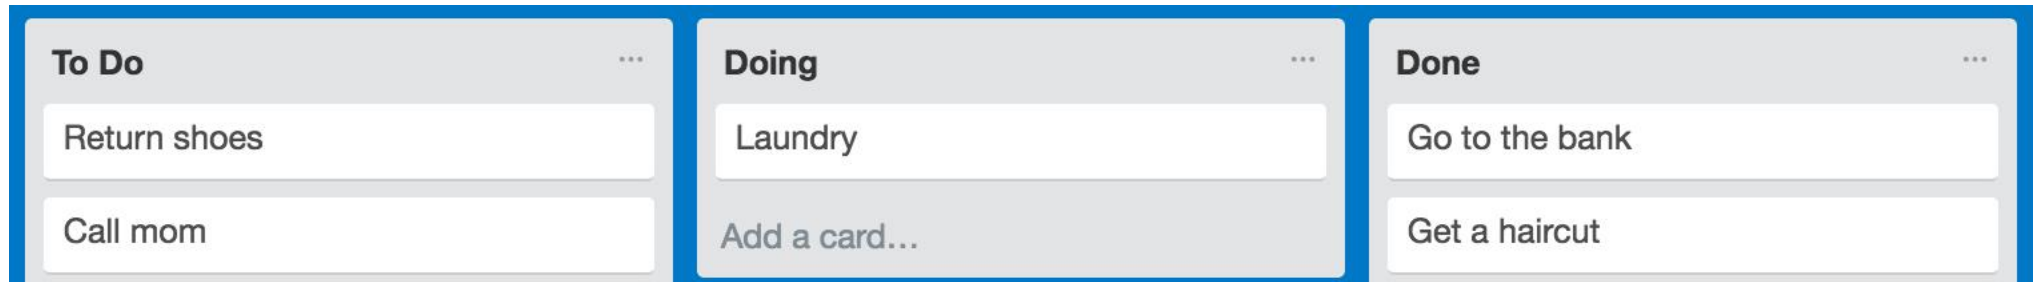 To Do
...
Return shoes
Call mom
Doing
...
Laundry
Add a card...
Done
...
Go to the bank
Get a haircut